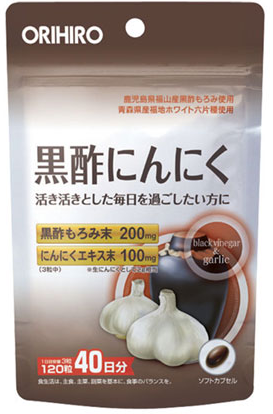 ORIHIRO
鹿児島県福山産黒酢もろみ使用
青森県産福地ホワイト六片種使用
黒酢にんにく
活き活きとした毎日を過ごしたい方に
黒酢もろみ末 200mg
にんにくエキス末 100mg
(3粒中)
black vinegar
&
garlic
1日目安量 3粒
120粒 40日分
ソフトカプセル
食生活は、主食、主菜、副菜を基本に、食事のバランスを。